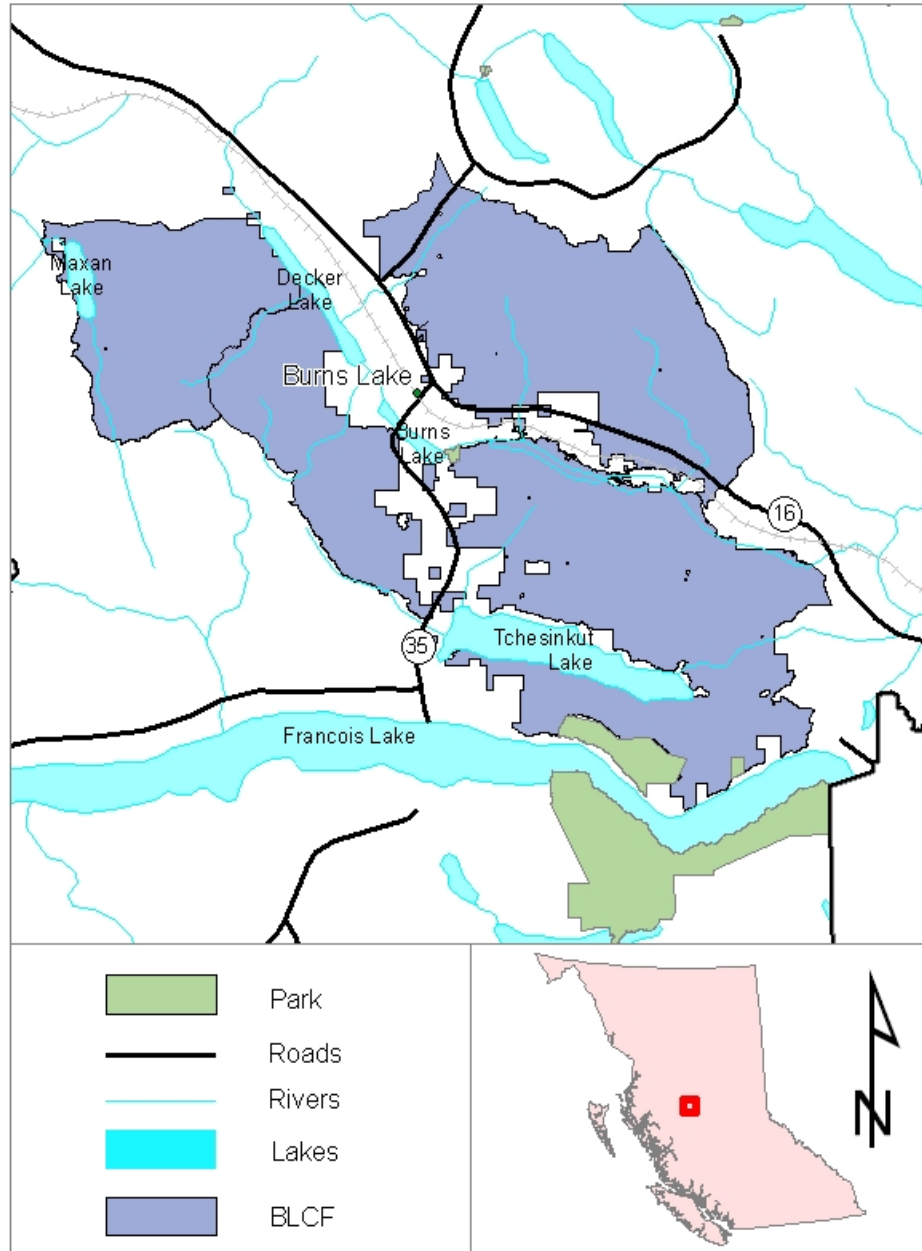 Maxan
Lake
Decker
Lake
Burns Lake
Burns
Lake
16
Tchesinkut
Lake
35
Francois Lake
Park
Roads
Rivers
Lakes
BLCF
N